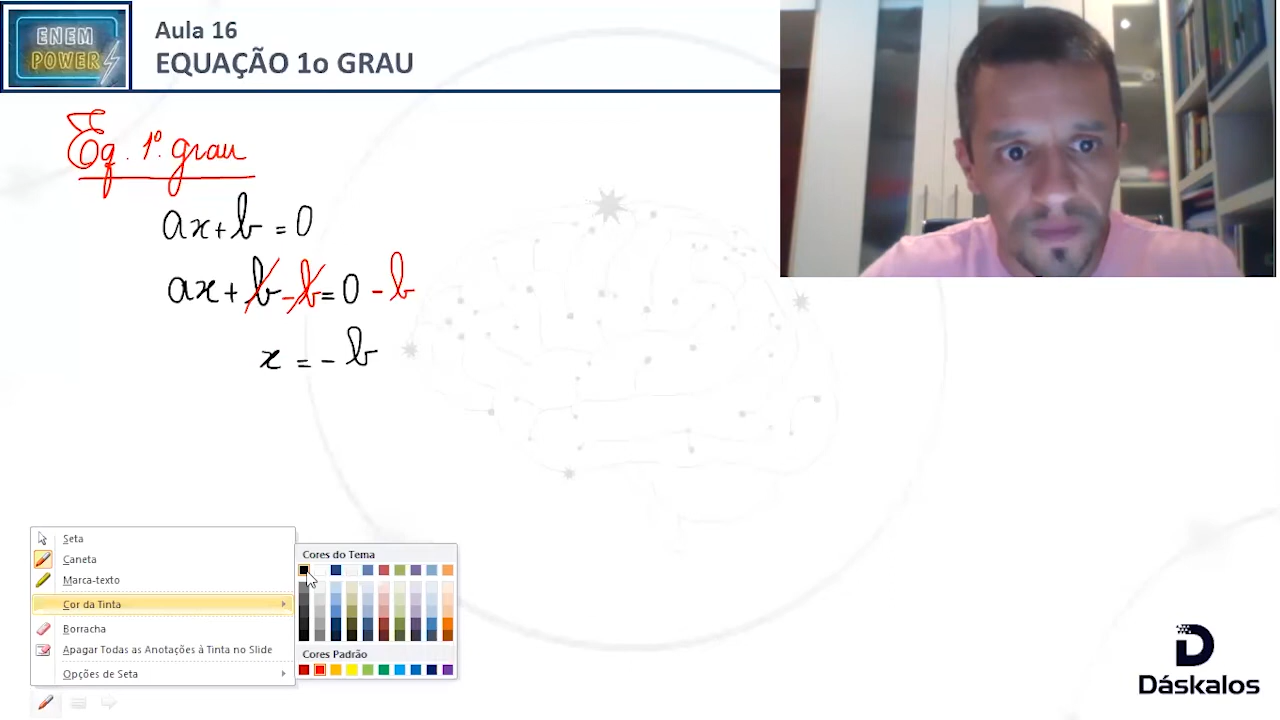 ENEM
POWER
Aula 16
EQUAÇÃO 1o GRAU
Eq. 1º. grau
ax+b=0
ax+b-b=0-b
x=-b
Seta
Caneta
Marca-texto
Cor da Tinta
Borracha
Apagar Todas as Anotações à Tinta no Slide
Opções de Seta
Cores do Tema
Cores Padrão
Dáskalos